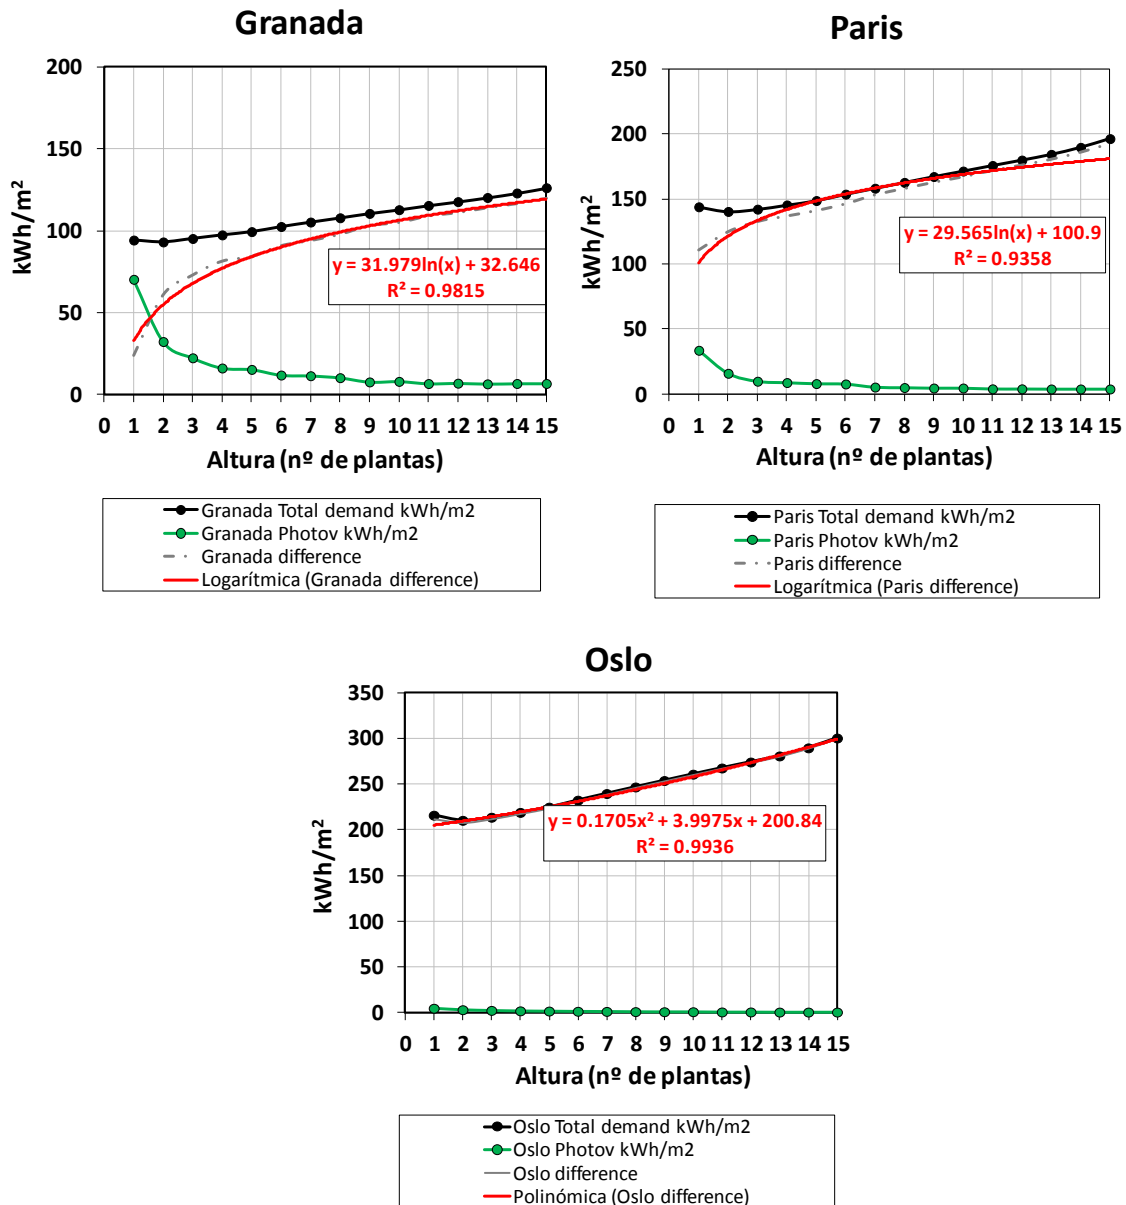 Granada
200
150
100
50
0
kWh/m²
y = 31.979ln(x) + 32.646
R² = 0.9815
0 1 2 3 4 5 6 7 8 9 10 11 12 13 14 15
Altura (nº de plantas)
Granada Total demand kWh/m2
Granada Photov kWh/m2
Granada difference
Logarítmica (Granada difference)
Paris
250
200
150
100
50
0
kWh/m²
y = 29.565ln(x) + 100.9
R² = 0.9358
0 1 2 3 4 5 6 7 8 9 10 11 12 13 14 15
Altura (nº de plantas)
Paris Total demand kWh/m2
Paris Photov kWh/m2
Paris difference
Logarítmica (Paris difference)
Oslo
350
300
250
200
150
100
50
0
kWh/m²
y = 0.1705x² + 3.9975x + 200.84
R² = 0.9936
0 1 2 3 4 5 6 7 8 9 10 11 12 13 14 15
Altura (nº de plantas)
Oslo Total demand kWh/m2
Oslo Photov kWh/m2
Oslo difference
Polinómica (Oslo difference)